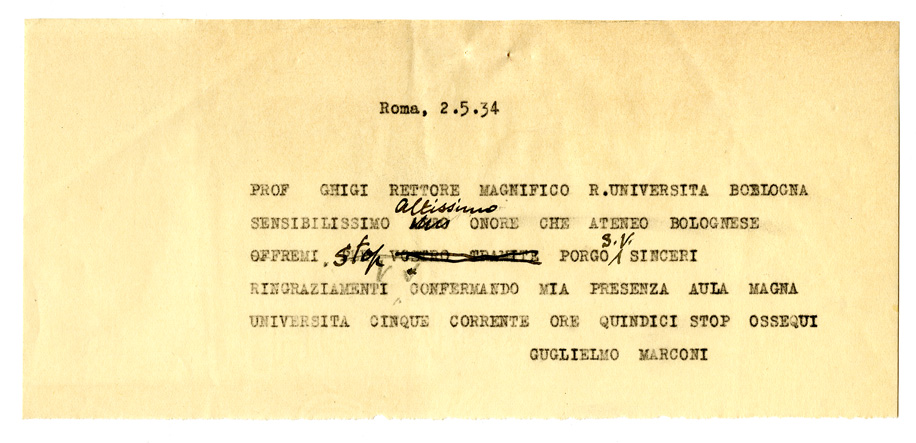 Roma, 2.5.34
PROF GHIGI RETTORE MAGNIFICO R.UNIVERSITA BOBLOGNA
Altissimo
SENSIBILISSIMO ONORE CHE ATENEO BOLOGNESE
S.V.
OFFREMI. Stop VOSTRO TRAMITE PORGO SINCERI
RINGRAZIAMENTI CONFERMANDO MIA PRESENZA AULA MAGNA
UNIVERSITA CINQUE CORRENTE ORE QUINDICI STOP OSSEQUI
GUGLIELMO MARCONI